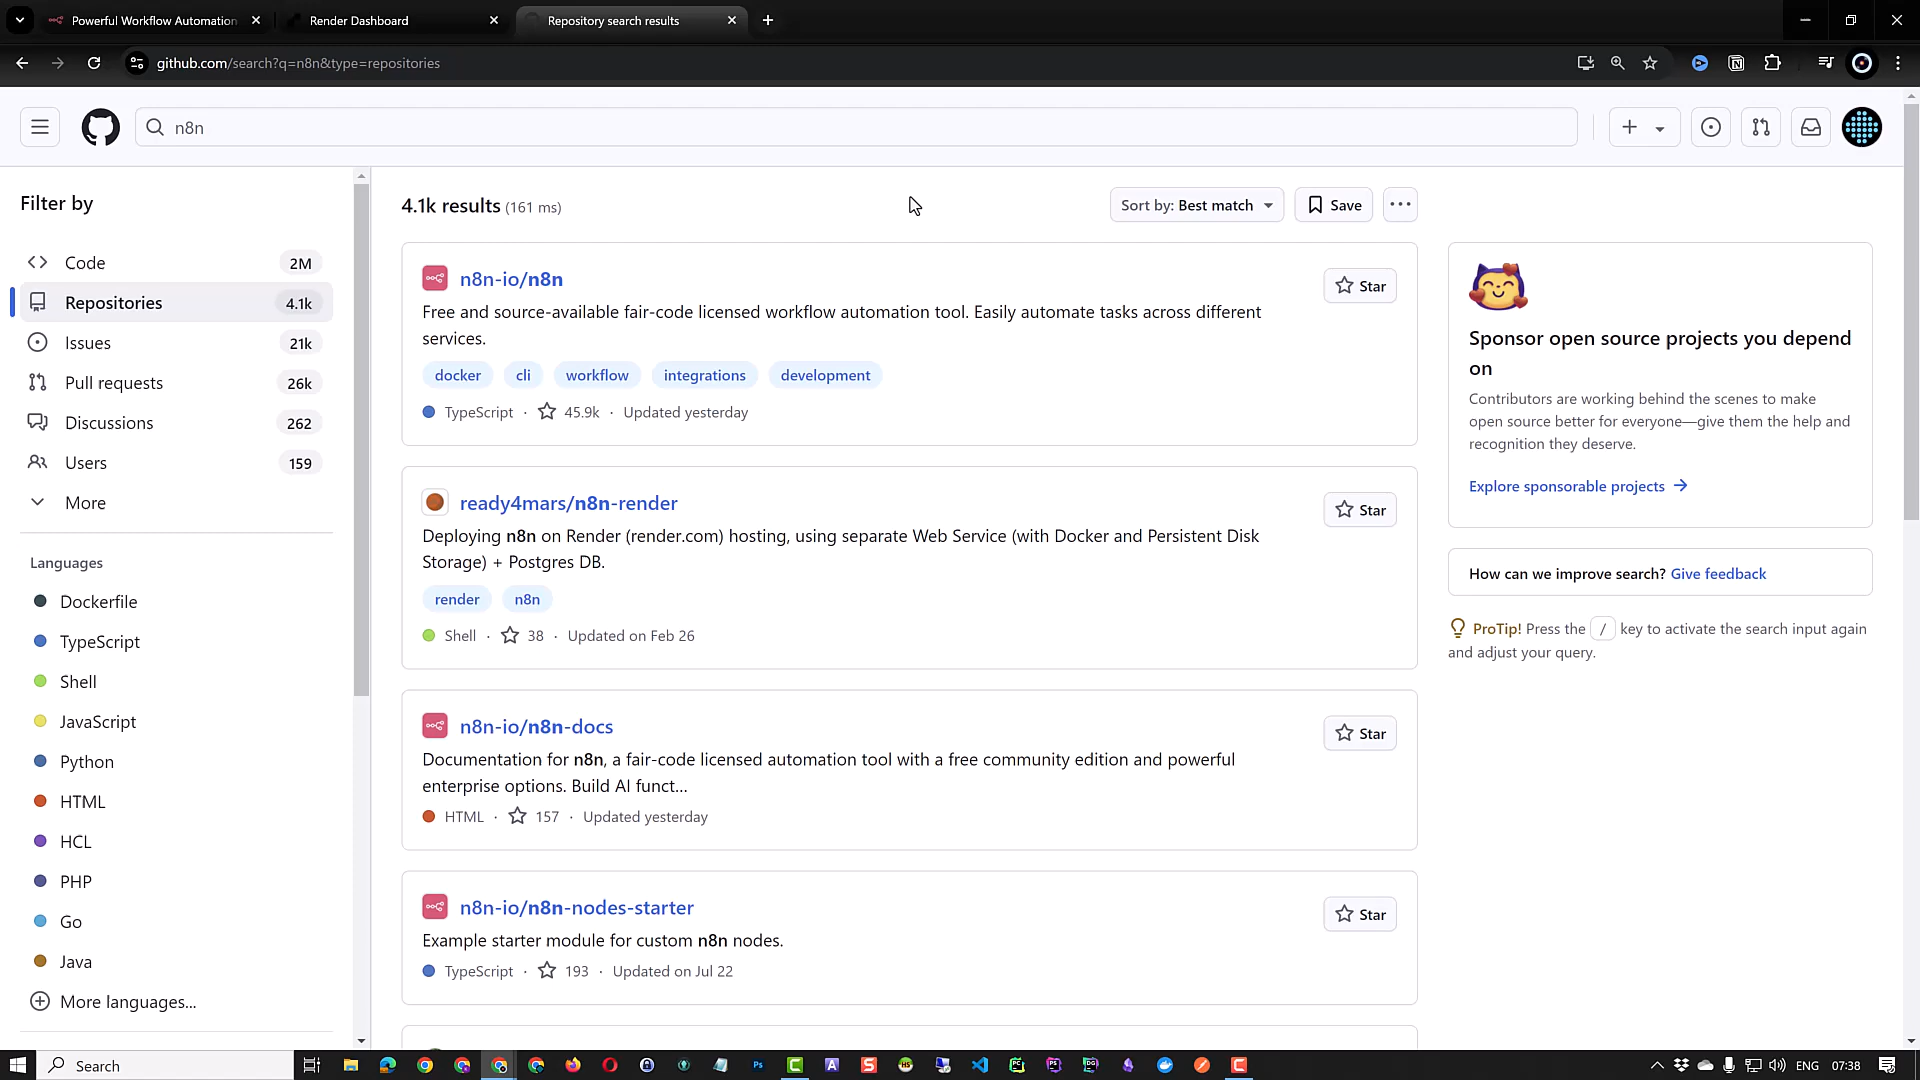 Powerful Workflow Automation
Render Dashboard
Repository search results
github.com/search?q=n8n&type=repositories
n8n
Filter by
Code 2M
Repositories 4.1k
Issues 21k
Pull requests 26k
Discussions 262
Users 159
More
Languages
Dockerfile
TypeScript
Shell
JavaScript
Python
HTML
HCL
PHP
Go
Java
More languages...
4.1k results (161 ms)
Sort by: Best match
Save
n8n-io/n8n
Star
Free and source-available fair-code licensed workflow automation tool. Easily automate tasks across different
services.
docker cli workflow integrations development
TypeScript · 45.9k · Updated yesterday
ready4mars/n8n-render
Star
Deploying n8n on Render (render.com) hosting, using separate Web Service (with Docker and Persistent Disk
Storage) + Postgres DB.
render n8n
Shell · 38 · Updated on Feb 26
n8n-io/n8n-docs
Star
Documentation for n8n, a fair-code licensed automation tool with a free community edition and powerful
enterprise options. Build AI funct...
HTML · 157 · Updated yesterday
n8n-io/n8n-nodes-starter
Star
Example starter module for custom n8n nodes.
TypeScript · 193 · Updated on Jul 22
Sponsor open source projects you depend
on
Contributors are working behind the scenes to make
open source better for everyone—give them the help and
recognition they deserve.
Explore sponsorable projects
How can we improve search? Give feedback
ProTip! Press the / key to activate the search input again
and adjust your query.
Search
ENG 07:38